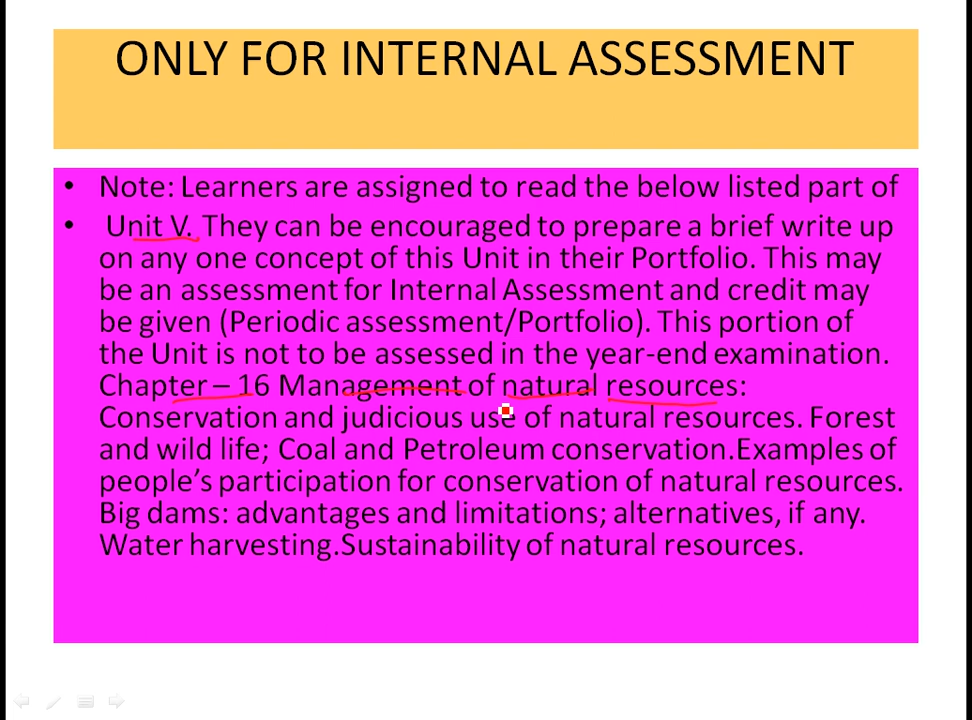 ONLY FOR INTERNAL ASSESSMENT
• Note: Learners are assigned to read the below listed part of
• Unit V. They can be encouraged to prepare a brief write up
on any one concept of this Unit in their Portfolio. This may
be an assessment for Internal Assessment and credit may
be given (Periodic assessment/Portfolio). This portion of
the Unit is not to be assessed in the year-end examination.
Chapter – 16 Management of natural resources:
Conservation and judicious use of natural resources. Forest
and wild life; Coal and Petroleum conservation.Examples of
people’s participation for conservation of natural resources.
Big dams: advantages and limitations; alternatives, if any.
Water harvesting.Sustainability of natural resources.